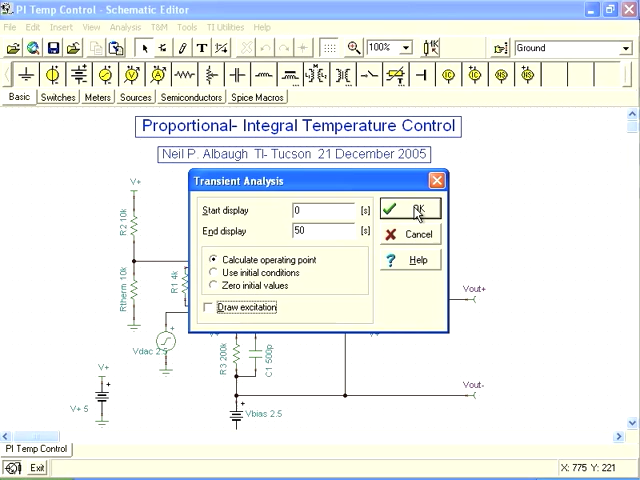 PI Temp Control - Schematic Editor
File Edit Insert View Analysis T&M Tools TI Utilities Help
100% Ground
Basic Switches Meters Sources Semiconductors Spice Macros
Proportional- Integral Temperature Control
Neil P. Albaugh TI- Tucson 21 December 2005
Transient Analysis
Start display 0 [s] OK
End display 50 [s] Cancel
Calculate operating point Help
Use initial conditions
Zero initial values
Draw excitation
V+
R2 10k
Rtherm 10k
R1 4k
Vout+
Vdac 2.5
R3 200k
C1 500p
V+
V+ 5
Vout-
Vbias 2.5
PI Temp Control
Exit X: 775 Y: 221